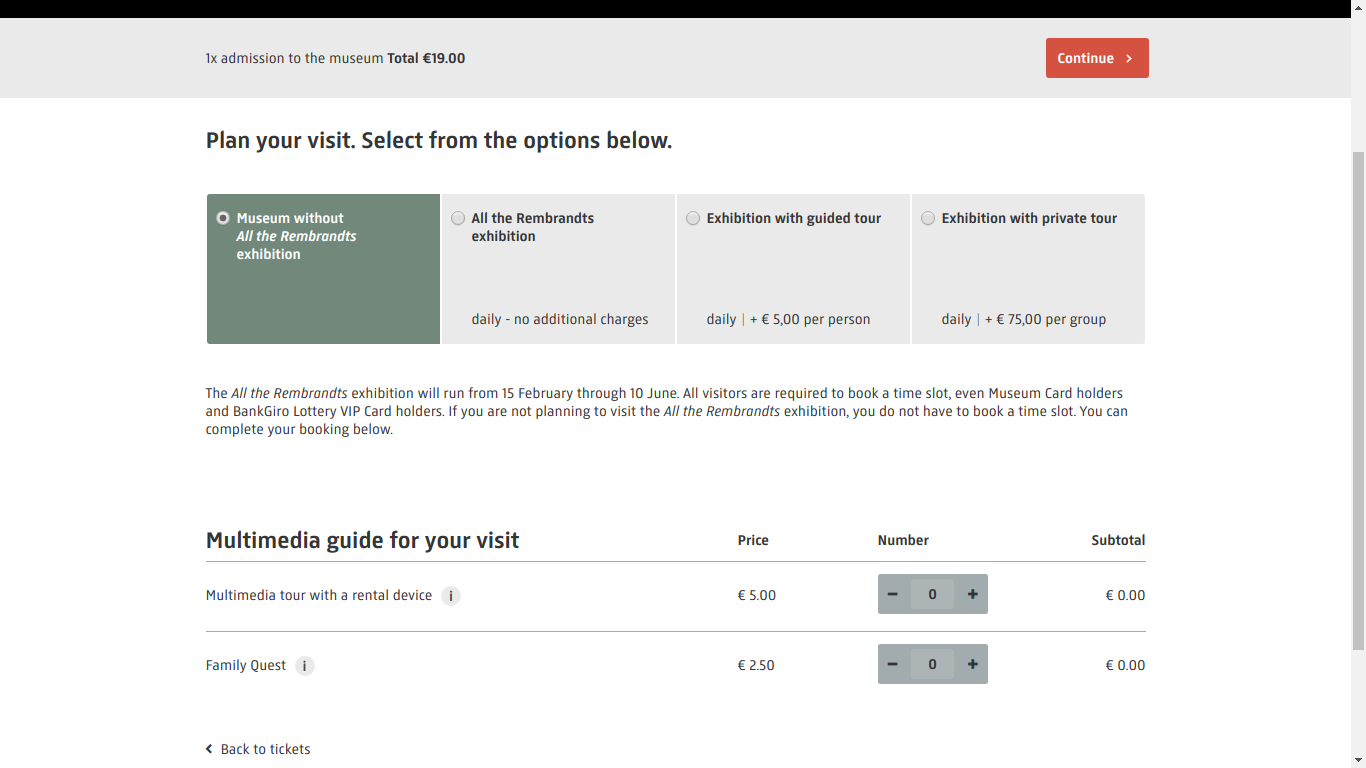 1x admission to the museum Total €19.00
Continue
Plan your visit. Select from the options below.
Museum without
All the Rembrandts
exhibition
All the Rembrandts
exhibition
daily - no additional charges
Exhibition with guided tour
daily | + € 5,00 per person
Exhibition with private tour
daily | + € 75,00 per group
The All the Rembrandts exhibition will run from 15 February through 10 June. All visitors are required to book a time slot, even Museum Card holders
and BankGiro Lottery VIP Card holders. If you are not planning to visit the All the Rembrandts exhibition, you do not have to book a time slot. You can
complete your booking below.
Multimedia guide for your visit Price Number Subtotal
Multimedia tour with a rental device i € 5.00 − 0 + € 0.00
Family Quest i € 2.50 − 0 + € 0.00
Back to tickets